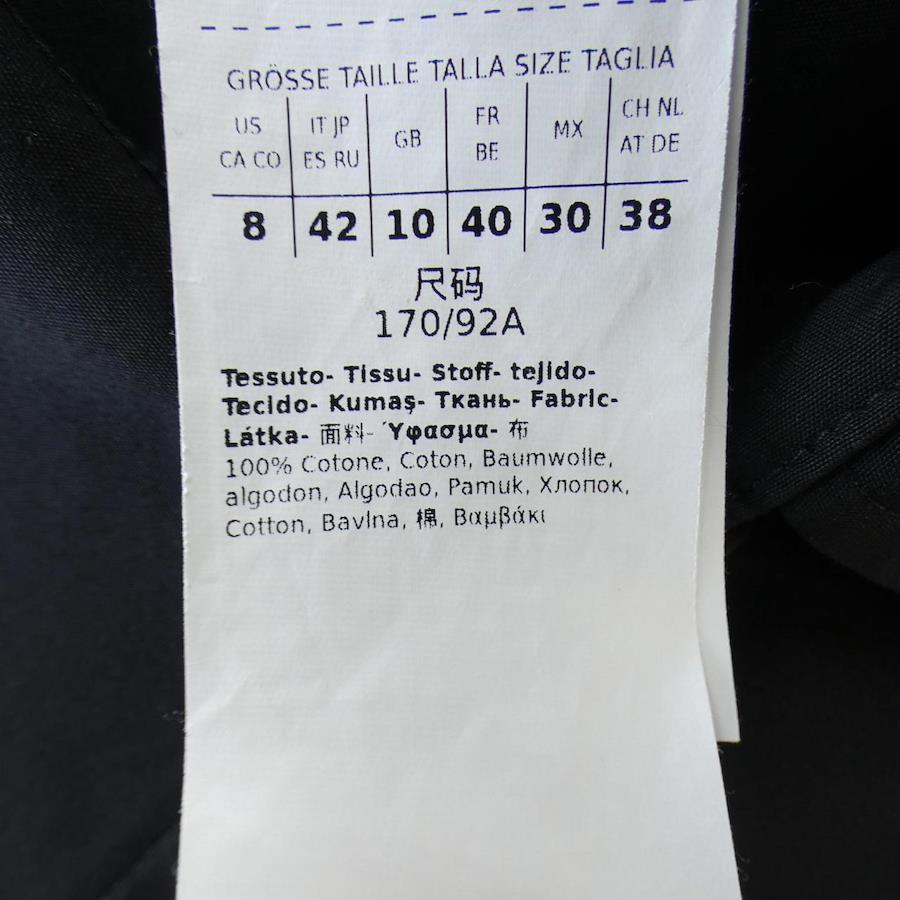 GRÖSSE TAILLE TALLA SIZE TAGLIA
US CA CO | IT JP ES RU | GB | FR BE | MX | CH NL AT DE
8 | 42 | 10 | 40 | 30 | 38
尺码
170/92A
Tessuto- Tissu- Stoff- tejido-
Tecido- Kumaş- Ткань- Fabric-
Látka- 面料- Ύφασμα- 布
100% Cotone, Coton, Baumwolle,
algodon, Algodao, Pamuk, Хлопок,
Cotton, Bavlna, 棉, Βαμβάκι